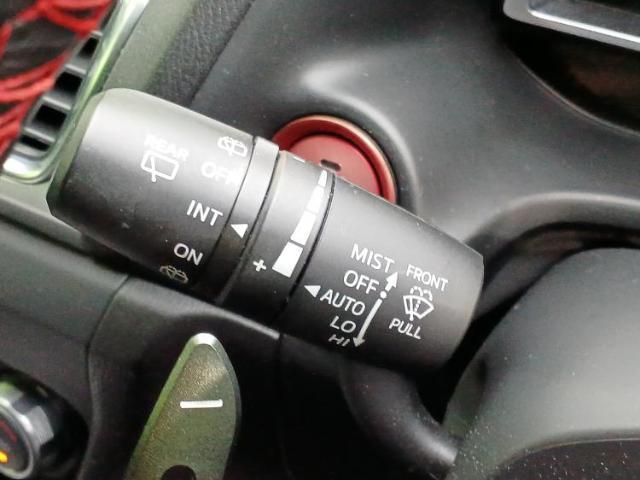 REAR
OFF
INT
ON
-
+
MIST
OFF
AUTO
LO
HI
FRONT
PULL